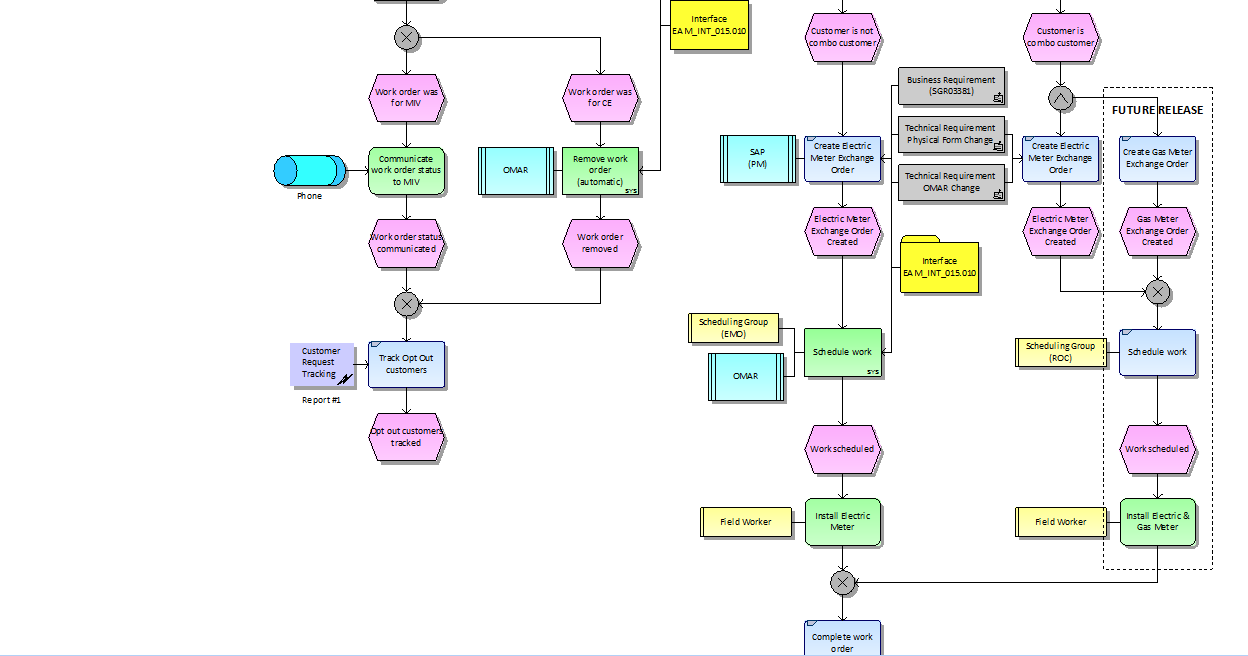 Interface
EAM_INT_015.010
Customer is not
combo customer
Customer is
combo customer
Work order was
for MIV
Work order was
for CE
Business Requirement
(SGR03381)
FUTURE RELEASE
Technical Requirement
Physical Form Change
Communicate
work order status
to MIV
Phone
OMAR
Remove work
order
(automatic)
SYS
SAP
(PM)
Create Electric
Meter Exchange
Order
Technical Requirement
OMAR Change
Create Electric
Meter Exchange
Order
Create Gas Meter
Exchange Order
Work order status
communicated
Work order
removed
Electric Meter
Exchange Order
Created
Electric Meter
Exchange Order
Created
Gas Meter
Exchange Order
Created
Interface
EAM_INT_015.010
Customer
Request
Tracking
Report #1
Track Opt Out
customers
Scheduling Group
(EMO)
OMAR
Schedule work
SYS
Scheduling Group
(ROC)
Schedule work
Opt out customers
tracked
Work scheduled
Work scheduled
Field Worker
Install Electric
Meter
Field Worker
Install Electric &
Gas Meter
Complete work
order